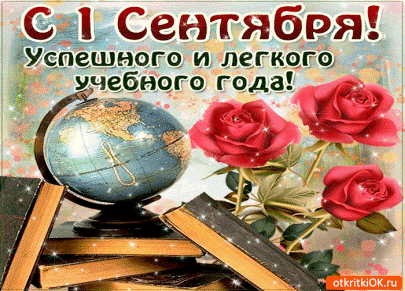 С 1 Сентября!
Успешного и легкого
учебного года!
otkritkiOK.ru